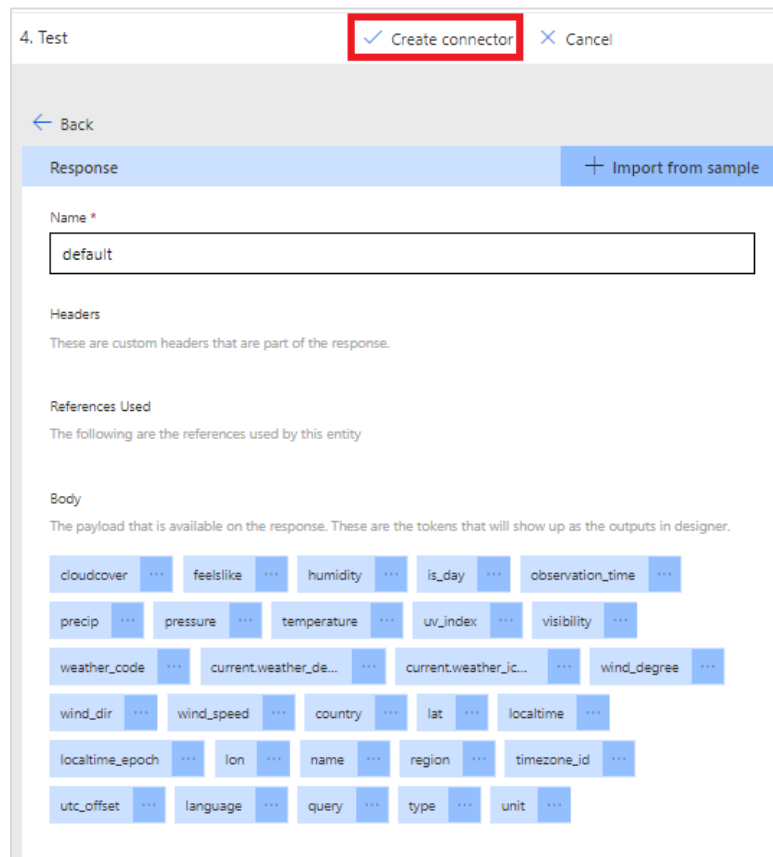 4. Test Create connector Cancel
Back
Response Import from sample
Name *
default
Headers
These are custom headers that are part of the response.
References Used
The following are the references used by this entity
Body
The payload that is available on the response. These are the tokens that will show up as the outputs in designer.
cloudcover ... feelslike ... humidity ... is_day ... observation_time ...
precip ... pressure ... temperature ... uv_index ... visibility ...
weather_code ... current.weather_de... ... current.weather_ic... ... wind_degree ...
wind_dir ... wind_speed ... country ... lat ... localtime ...
localtime_epoch ... lon ... name ... region ... timezone_id ...
utc_offset ... language ... query ... type ... unit ...